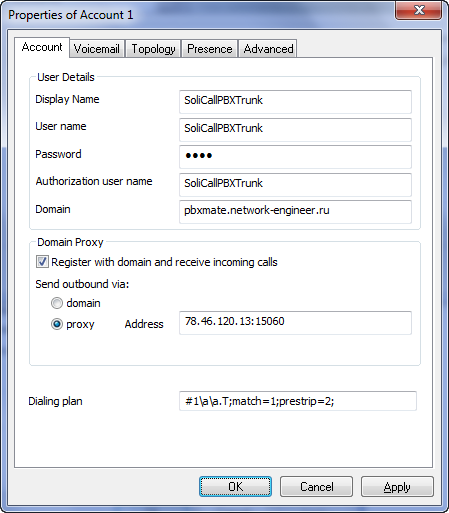 Properties of Account 1
Account Voicemail Topology Presence Advanced
User Details
Display Name SoliCallPBXTrunk
User name SoliCallPBXTrunk
Password ●●●●
Authorization user name SoliCallPBXTrunk
Domain pbxmate.network-engineer.ru
Domain Proxy
Register with domain and receive incoming calls
Send outbound via:
domain
proxy Address 78.46.120.13:15060
Dialing plan #1\a\a.T;match=1;prestrip=2;
OK Cancel Apply